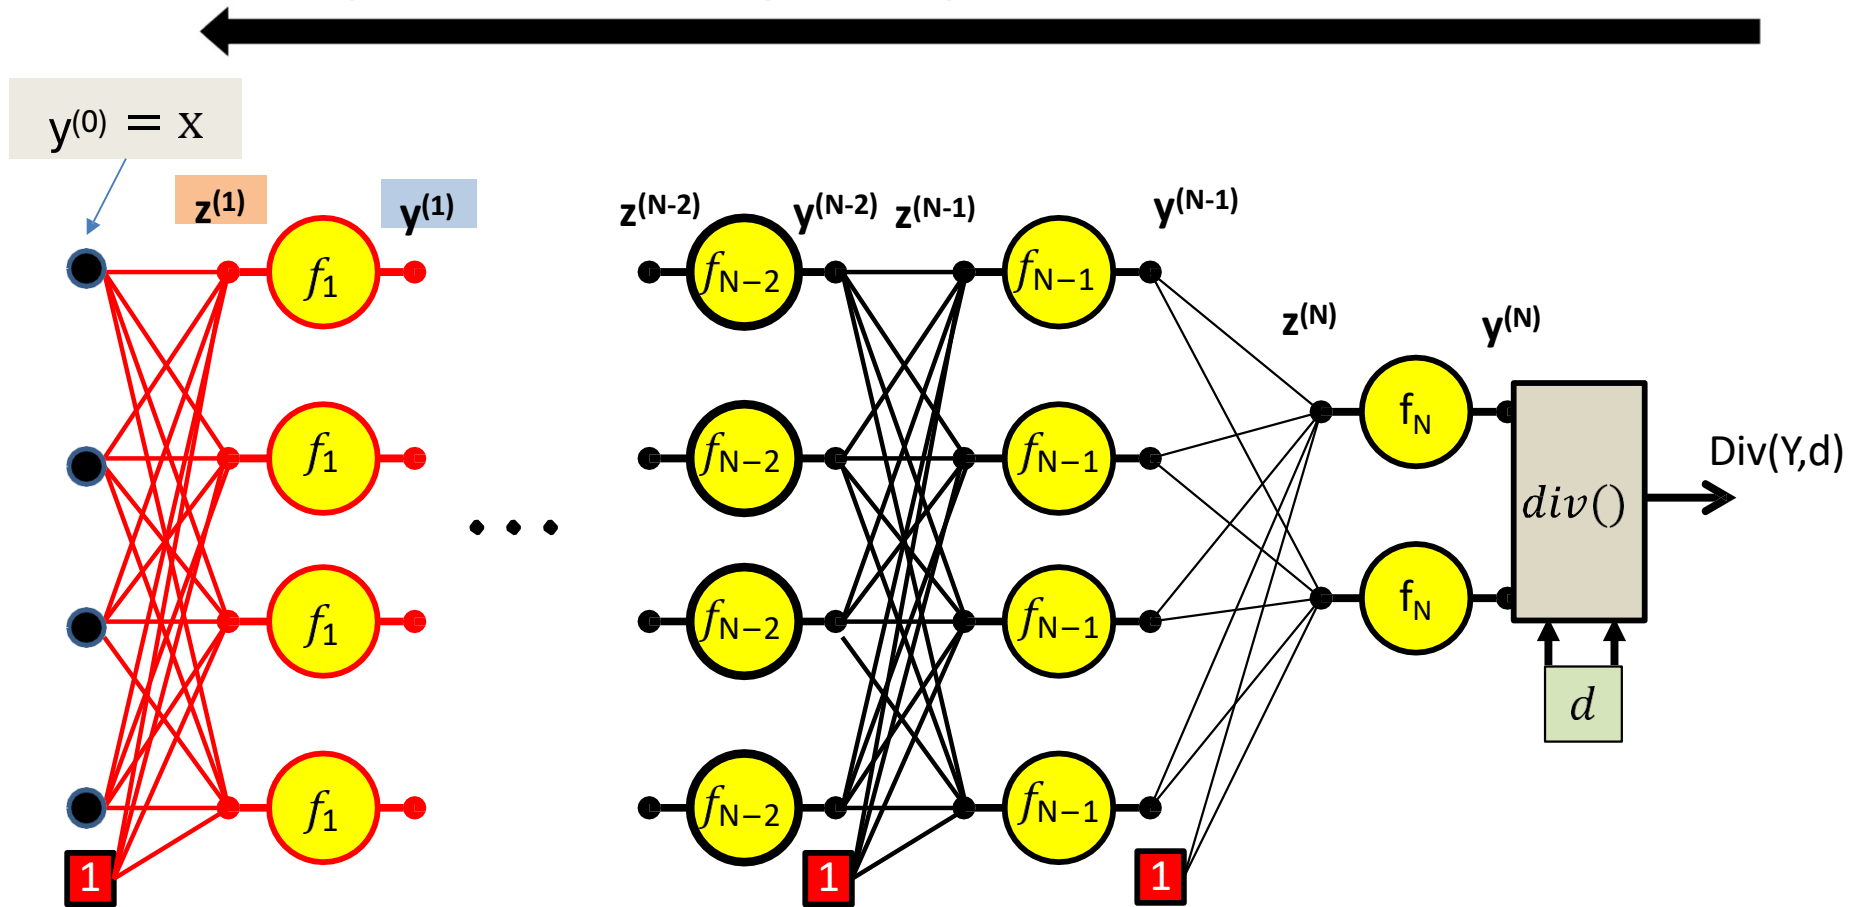 y(0) = x
z(1)
y(1)
z(N-2)
y(N-2)
z(N-1)
y(N-1)
z(N)
y(N)
f1
fN−2
fN−1
fN
f1
fN−2
fN−1
fN
f1
fN−2
fN−1
f1
fN−2
fN−1
• • •
div()
Div(Y,d)
d
1
1
1